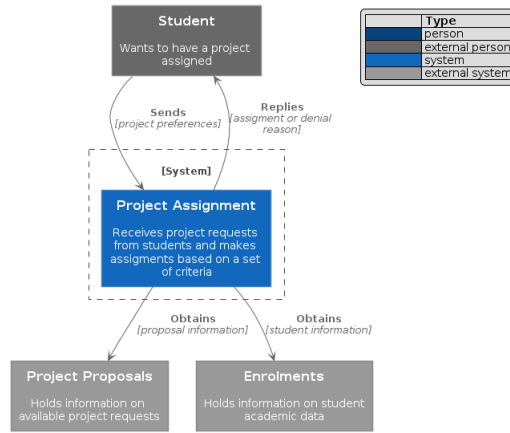 Student
Wants to have a project
assigned
Type
person
external person
system
external system
Sends
[project preferences]
Replies
[assigment or denial
reason]
[System]
Project Assignment
Receives project requests
from students and makes
assigments based on a set
of criteria
Obtains
[proposal information]
Obtains
[student information]
Project Proposals
Holds information on
available project requests
Enrolments
Holds information on student
academic data